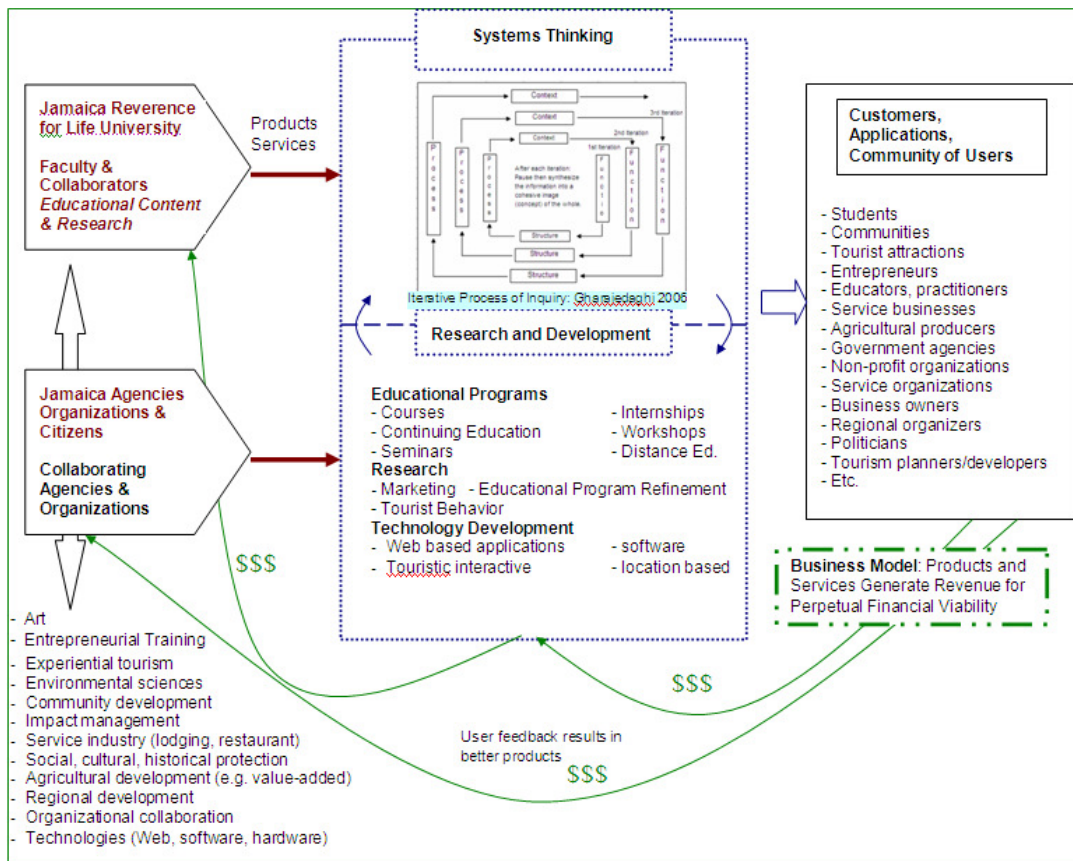 Systems Thinking
Jamaica Reverence
for Life University
Faculty &
Collaborators
Educational Content
& Research
Products
Services
Context
Context
Context
3rd Iteration
2nd Iteration
1st Iteration
Process
Process
Process
After each iteration:
Pause then synthesize
the information into a
cohesive image
(concept) of the whole.
Functio
Function
Function
Structure
Structure
Structure
Iterative Process of Inquiry: Gharajedaghi 2006
Research and Development
Jamaica Agencies
Organizations &
Citizens
Collaborating
Agencies &
Organizations
Educational Programs
- Courses - Internships
- Continuing Education - Workshops
- Seminars - Distance Ed.
Research
- Marketing - Educational Program Refinement
- Tourist Behavior
Technology Development
- Web based applications - software
- Touristic interactive - location based
Customers,
Applications,
Community of Users
- Students
- Communities
- Tourist attractions
- Entrepreneurs
- Educators, practitioners
- Service businesses
- Agricultural producers
- Government agencies
- Non-profit organizations
- Service organizations
- Business owners
- Regional organizers
- Politicians
- Tourism planners/developers
- Etc.
Business Model: Products and
Services Generate Revenue for
Perpetual Financial Viability
$$$
$$$
$$$
User feedback results in
better products
- Art
- Entrepreneurial Training
- Experiential tourism
- Environmental sciences
- Community development
- Impact management
- Service industry (lodging, restaurant)
- Social, cultural, historical protection
- Agricultural development (e.g. value-added)
- Regional development
- Organizational collaboration
- Technologies (Web, software, hardware)